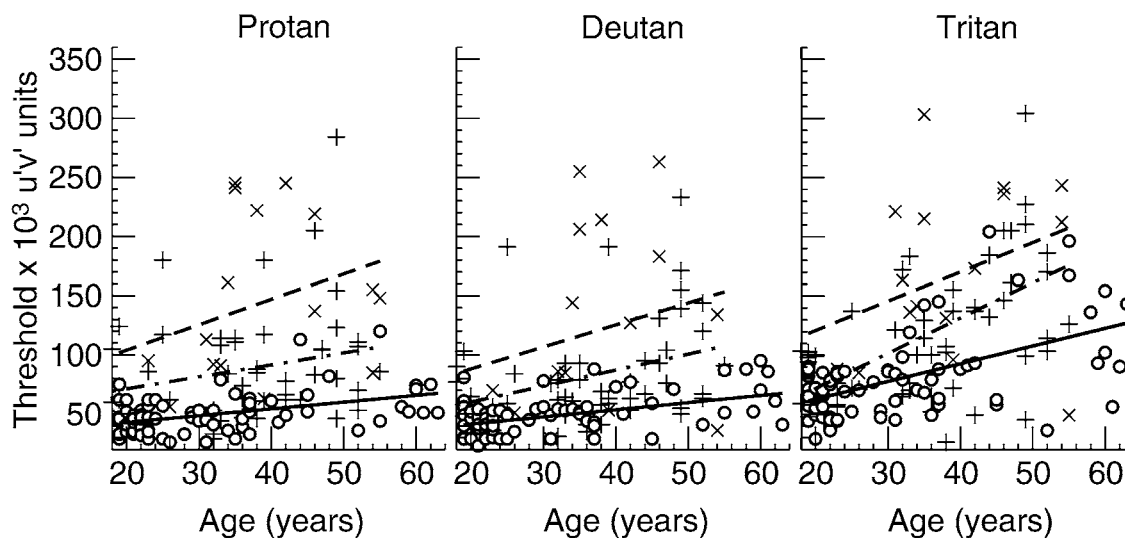 Protan
Deutan
Tritan
Threshold x 10³ u'v' units
350
300
250
200
150
100
50
20 30 40 50 60
20 30 40 50 60
20 30 40 50 60
Age (years)
Age (years)
Age (years)